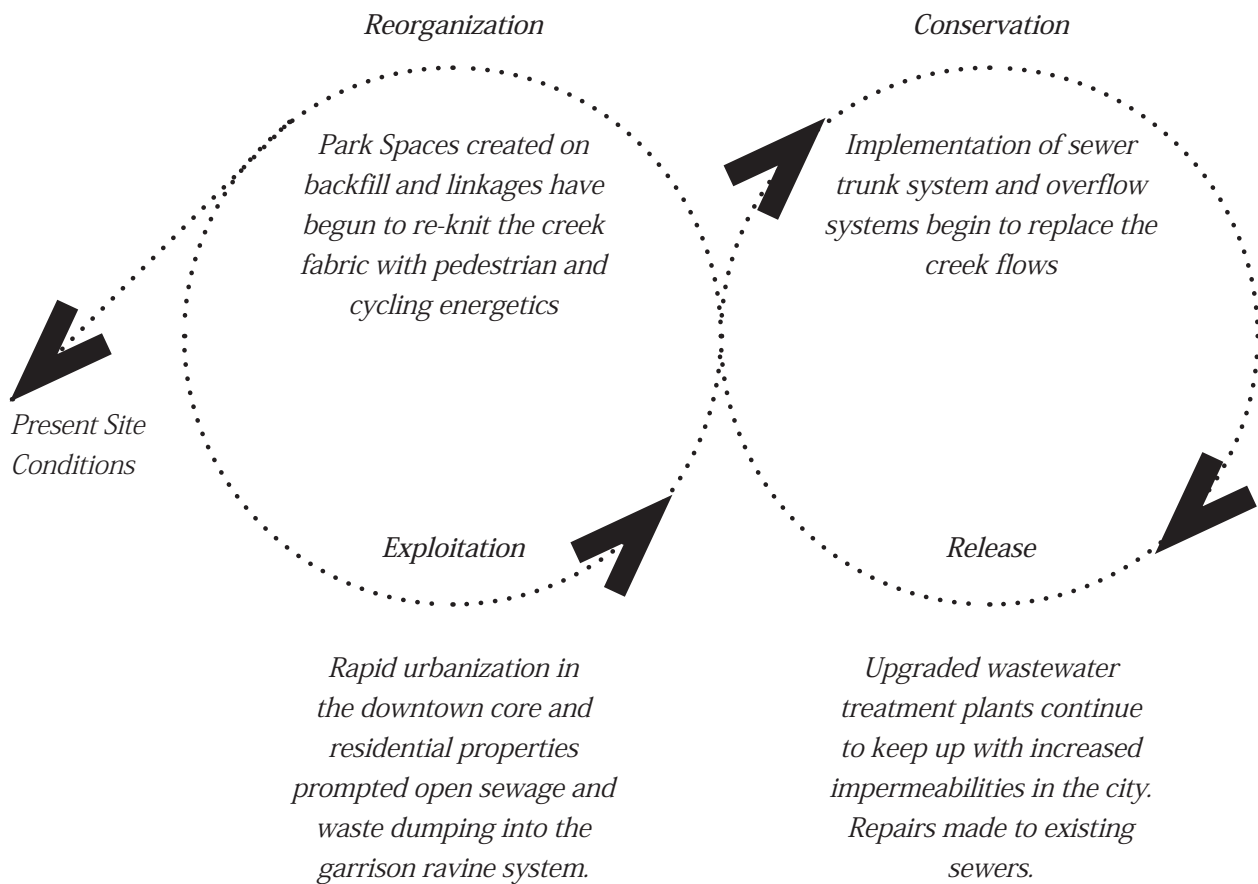 Reorganization
Park Spaces created on
backfill and linkages have
begun to re-knit the creek
fabric with pedestrian and
cycling energetics
Conservation
Implementation of sewer
trunk system and overflow
systems begin to replace the
creek flows
Present Site
Conditions
Exploitation
Rapid urbanization in
the downtown core and
residential properties
prompted open sewage and
waste dumping into the
garrison ravine system.
Release
Upgraded wastewater
treatment plants continue
to keep up with increased
impermeabilities in the city.
Repairs made to existing
sewers.